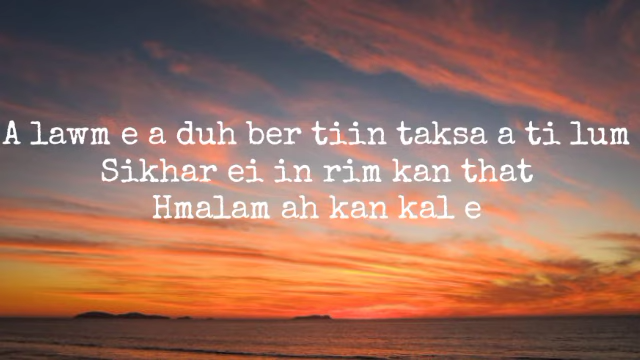 A lawm e a duh ber tiin taksa a ti lum
Sikhar ei in rim kan that
Hmalam ah kan kal e